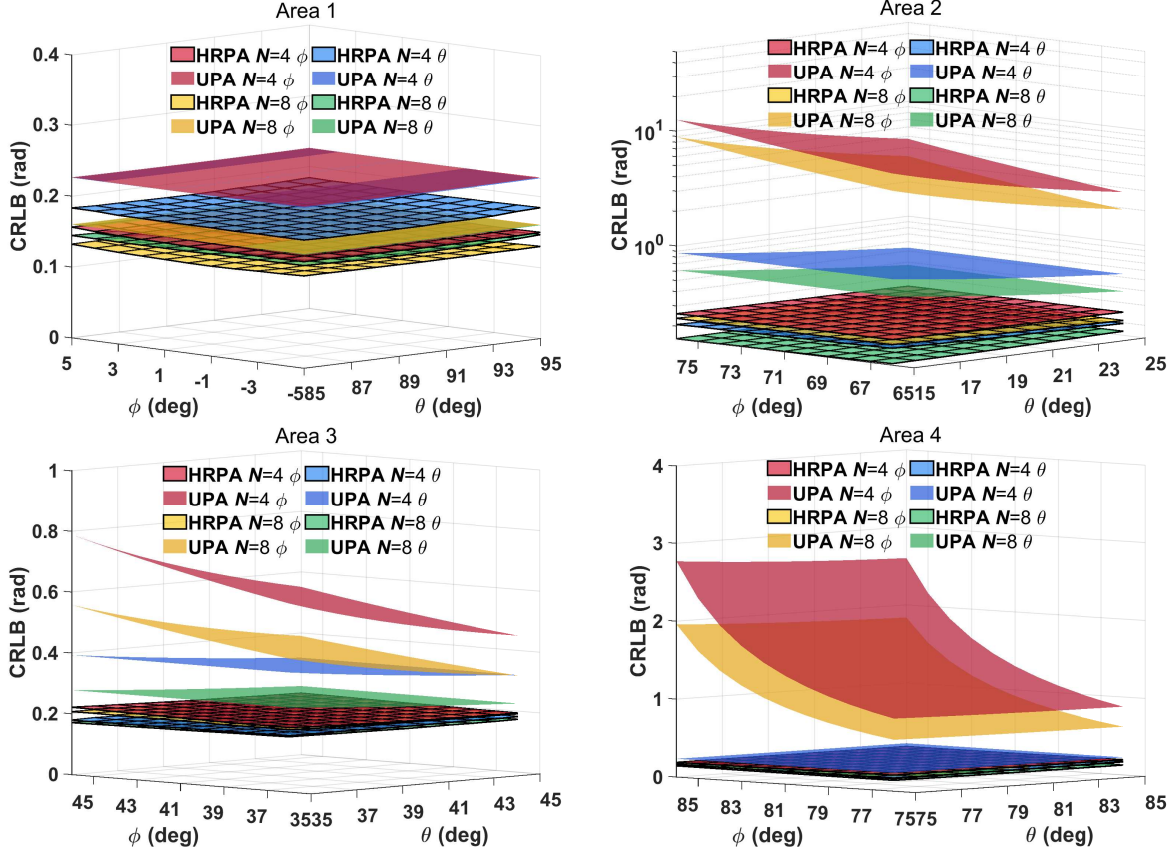 Area 1
HRPA N=4 ϕ HRPA N=4 θ
UPA N=4 ϕ UPA N=4 θ
HRPA N=8 ϕ HRPA N=8 θ
UPA N=8 ϕ UPA N=8 θ
CRLB (rad)
0.4
0.3
0.2
0.1
0
5 3 1 -1 -3 -585 87 89 91 93 95
ϕ (deg) θ (deg)
Area 2
HRPA N=4 ϕ HRPA N=4 θ
UPA N=4 ϕ UPA N=4 θ
HRPA N=8 ϕ HRPA N=8 θ
UPA N=8 ϕ UPA N=8 θ
CRLB (rad)
10¹
10⁰
75 73 71 69 67 6515 17 19 21 23 25
ϕ (deg) θ (deg)
Area 3
HRPA N=4 ϕ HRPA N=4 θ
UPA N=4 ϕ UPA N=4 θ
HRPA N=8 ϕ HRPA N=8 θ
UPA N=8 ϕ UPA N=8 θ
CRLB (rad)
1
0.8
0.6
0.4
0.2
0
45 43 41 39 37 3535 37 39 41 43 45
ϕ (deg) θ (deg)
Area 4
HRPA N=4 ϕ HRPA N=4 θ
UPA N=4 ϕ UPA N=4 θ
HRPA N=8 ϕ HRPA N=8 θ
UPA N=8 ϕ UPA N=8 θ
CRLB (rad)
4
3
2
1
0
85 83 81 79 77 7575 77 79 81 83 85
ϕ (deg) θ (deg)